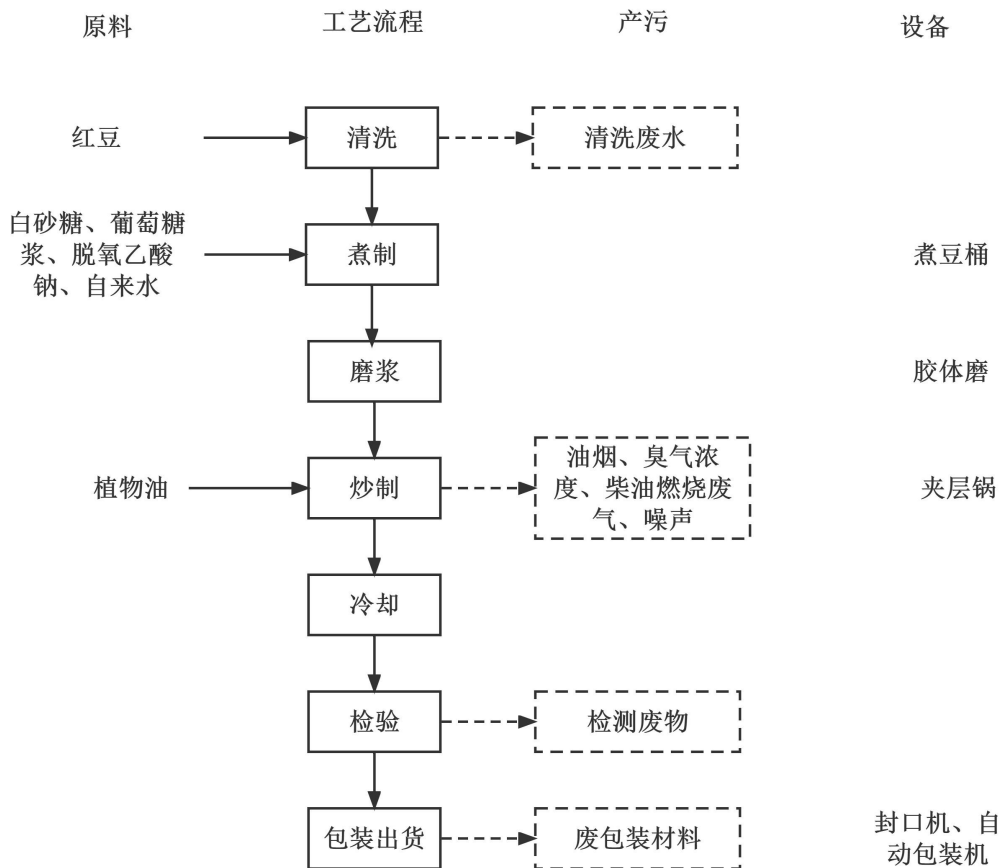 原料
工艺流程
产污
设备
红豆
清洗
清洗废水
白砂糖、葡萄糖
浆、脱氧乙酸
钠、自来水
煮制
煮豆桶
磨浆
胶体磨
植物油
炒制
油烟、臭气浓
度、柴油燃烧废
气、噪声
夹层锅
冷却
检验
检测废物
包装出货
废包装材料
封口机、自
动包装机